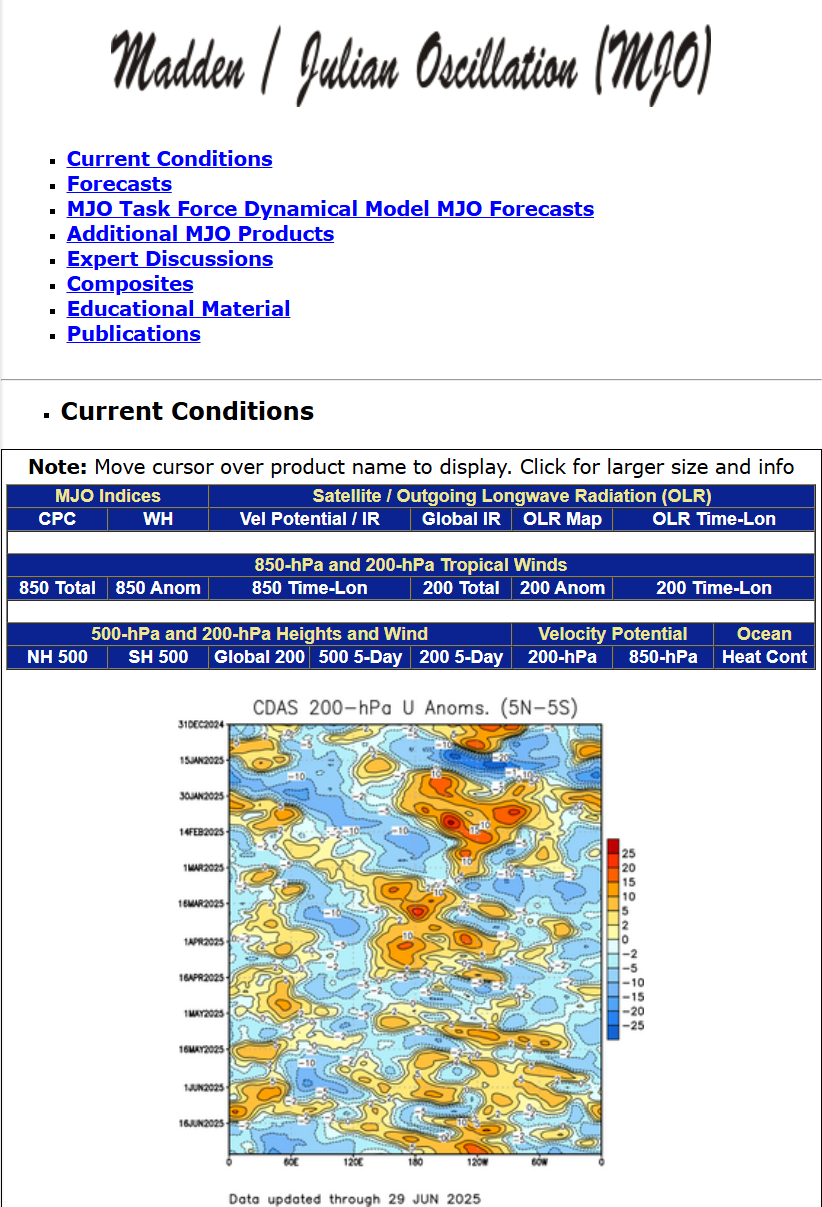 Madden / Julian Oscillation (MJO)
Current Conditions
Forecasts
MJO Task Force Dynamical Model MJO Forecasts
Additional MJO Products
Expert Discussions
Composites
Educational Material
Publications
Current Conditions
Note: Move cursor over product name to display. Click for larger size and info
MJO Indices Satellite / Outgoing Longwave Radiation (OLR)
CPC WH Vel Potential / IR Global IR OLR Map OLR Time-Lon
850-hPa and 200-hPa Tropical Winds
850 Total 850 Anom 850 Time-Lon 200 Total 200 Anom 200 Time-Lon
500-hPa and 200-hPa Heights and Wind Velocity Potential Ocean
NH 500 SH 500 Global 200 500 5-Day 200 5-Day 200-hPa 850-hPa Heat Cont
CDAS 200-hPa U Anoms. (5N-5S)
31DEC2024
15JAN2025
30JAN2025
14FEB2025
1MAR2025
16MAR2025
1APR2025
16APR2025
1MAY2025
16MAY2025
1JUN2025
16JUN2025
25
20
15
10
5
2
0
-2
-5
-10
-15
-20
-25
0 60E 120E 180 120W 60W 0
Data updated through 29 JUN 2025